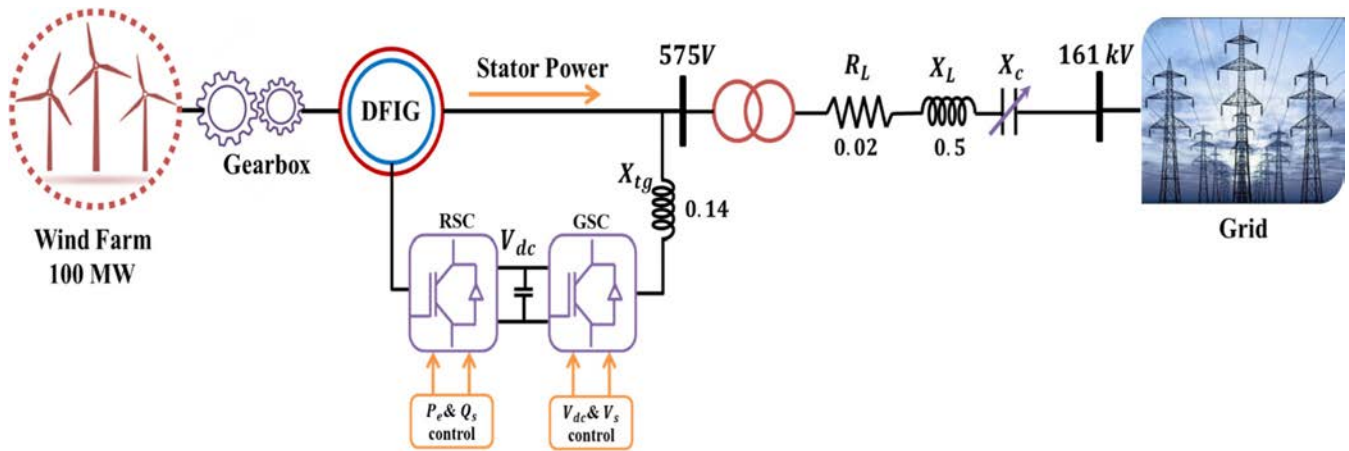 Wind Farm
100 MW
Gearbox
DFIG
Stator Power
575V
R_L
0.02
X_L
0.5
X_c
161 kV
Grid
X_tg
0.14
RSC
V_dc
GSC
P_e & Q_s
control
V_dc & V_s
control